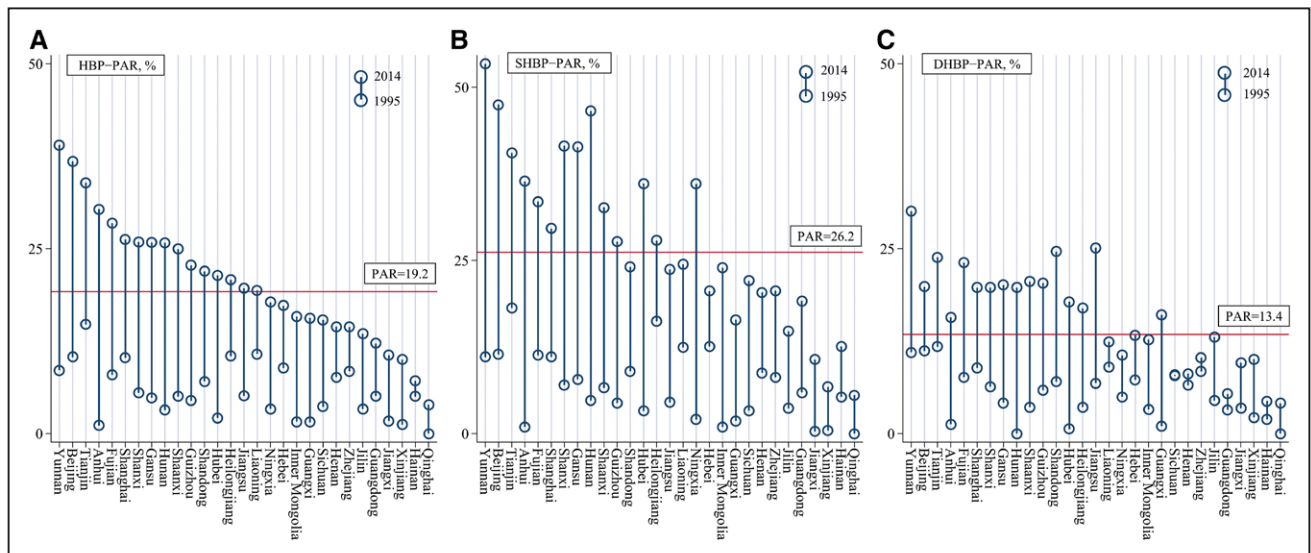 A
HBP−PAR, %
2014
1995
50
25
0
PAR=19.2
Yunnan
Beijing
Tianjin
Anhui
Fujian
Shanghai
Shanxi
Gansu
Hunan
Shaanxi
Guizhou
Shandong
Hubei
Heilongjiang
Jiangsu
Liaoning
Ningxia
Hebei
Inner Mongolia
Guangxi
Sichuan
Henan
Zhejiang
Jilin
Guangdong
Jiangxi
Xinjiang
Hainan
Qinghai
B
SHBP−PAR, %
2014
1995
50
25
0
PAR=26.2
Yunnan
Beijing
Tianjin
Anhui
Fujian
Shanghai
Shanxi
Gansu
Hunan
Shaanxi
Guizhou
Shandong
Hubei
Heilongjiang
Jiangsu
Liaoning
Ningxia
Hebei
Inner Mongolia
Guangxi
Sichuan
Henan
Zhejiang
Jilin
Guangdong
Jiangxi
Xinjiang
Hainan
Qinghai
C
DHBP−PAR, %
2014
1995
50
25
0
PAR=13.4
Yunnan
Beijing
Tianjin
Anhui
Fujian
Shanghai
Shanxi
Gansu
Hunan
Shaanxi
Guizhou
Shandong
Hubei
Heilongjiang
Jiangsu
Liaoning
Ningxia
Hebei
Inner Mongolia
Guangxi
Sichuan
Henan
Zhejiang
Jilin
Guangdong
Jiangxi
Xinjiang
Hainan
Qinghai